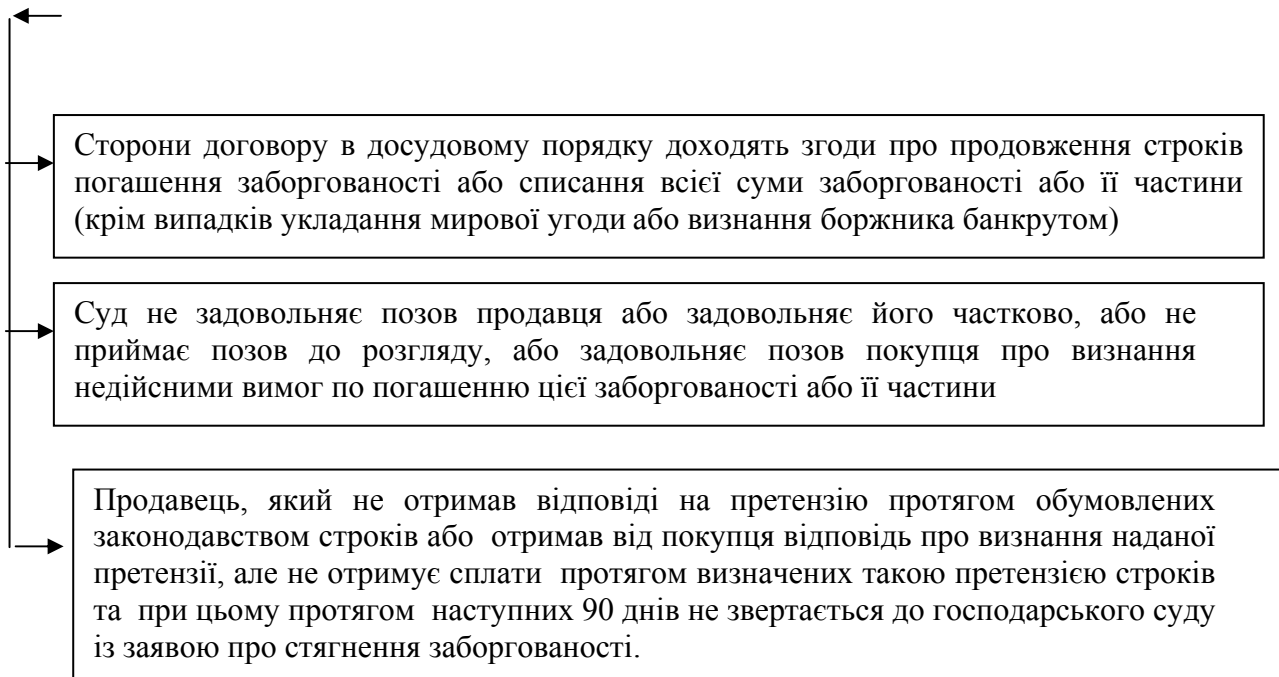 Сторони договору в досудовому порядку доходять згоди про продовження строків
погашення заборгованості або списання всієї суми заборгованості або її частини
(крім випадків укладання мирової угоди або визнання боржника банкрутом)
Суд не задовольняє позов продавця або задовольняє його частково, або не
приймає позов до розгляду, або задовольняє позов покупця про визнання
недійсними вимог по погашенню цієї заборгованості або її частини
Продавець, який не отримав відповіді на претензію протягом обумовлених
законодавством строків або отримав від покупця відповідь про визнання наданої
претензії, але не отримує сплати протягом визначених такою претензією строків
та при цьому протягом наступних 90 днів не звертається до господарського суду
із заявою про стягнення заборгованості.